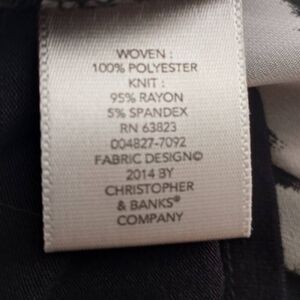 WOVEN :
100% POLYESTER
KNIT :
95% RAYON
5% SPANDEX
RN 63823
004827-7092
FABRIC DESIGN©
2014 BY
CHRISTOPHER
& BANKS®
COMPANY